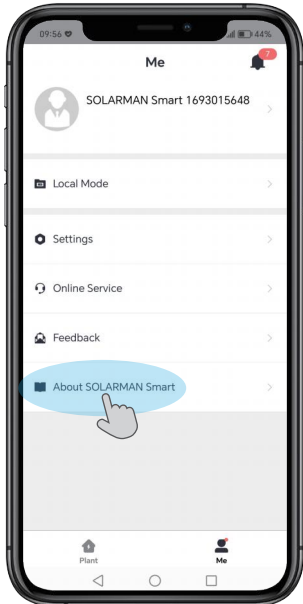 09:56
44%
Me
7
SOLARMAN Smart 1693015648
Local Mode
Settings
Online Service
Feedback
About SOLARMAN Smart
Plant
Me